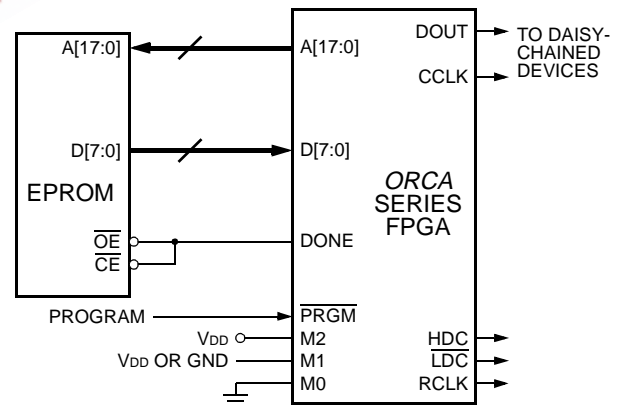 A[17:0]
D[7:0]
EPROM
OE
CE
A[17:0]
D[7:0]
DONE
PRGM
M2
M1
M0
ORCA
SERIES
FPGA
DOUT
CCLK
HDC
LDC
RCLK
TO DAISY-
CHAINED
DEVICES
PROGRAM
VDD
VDD OR GND